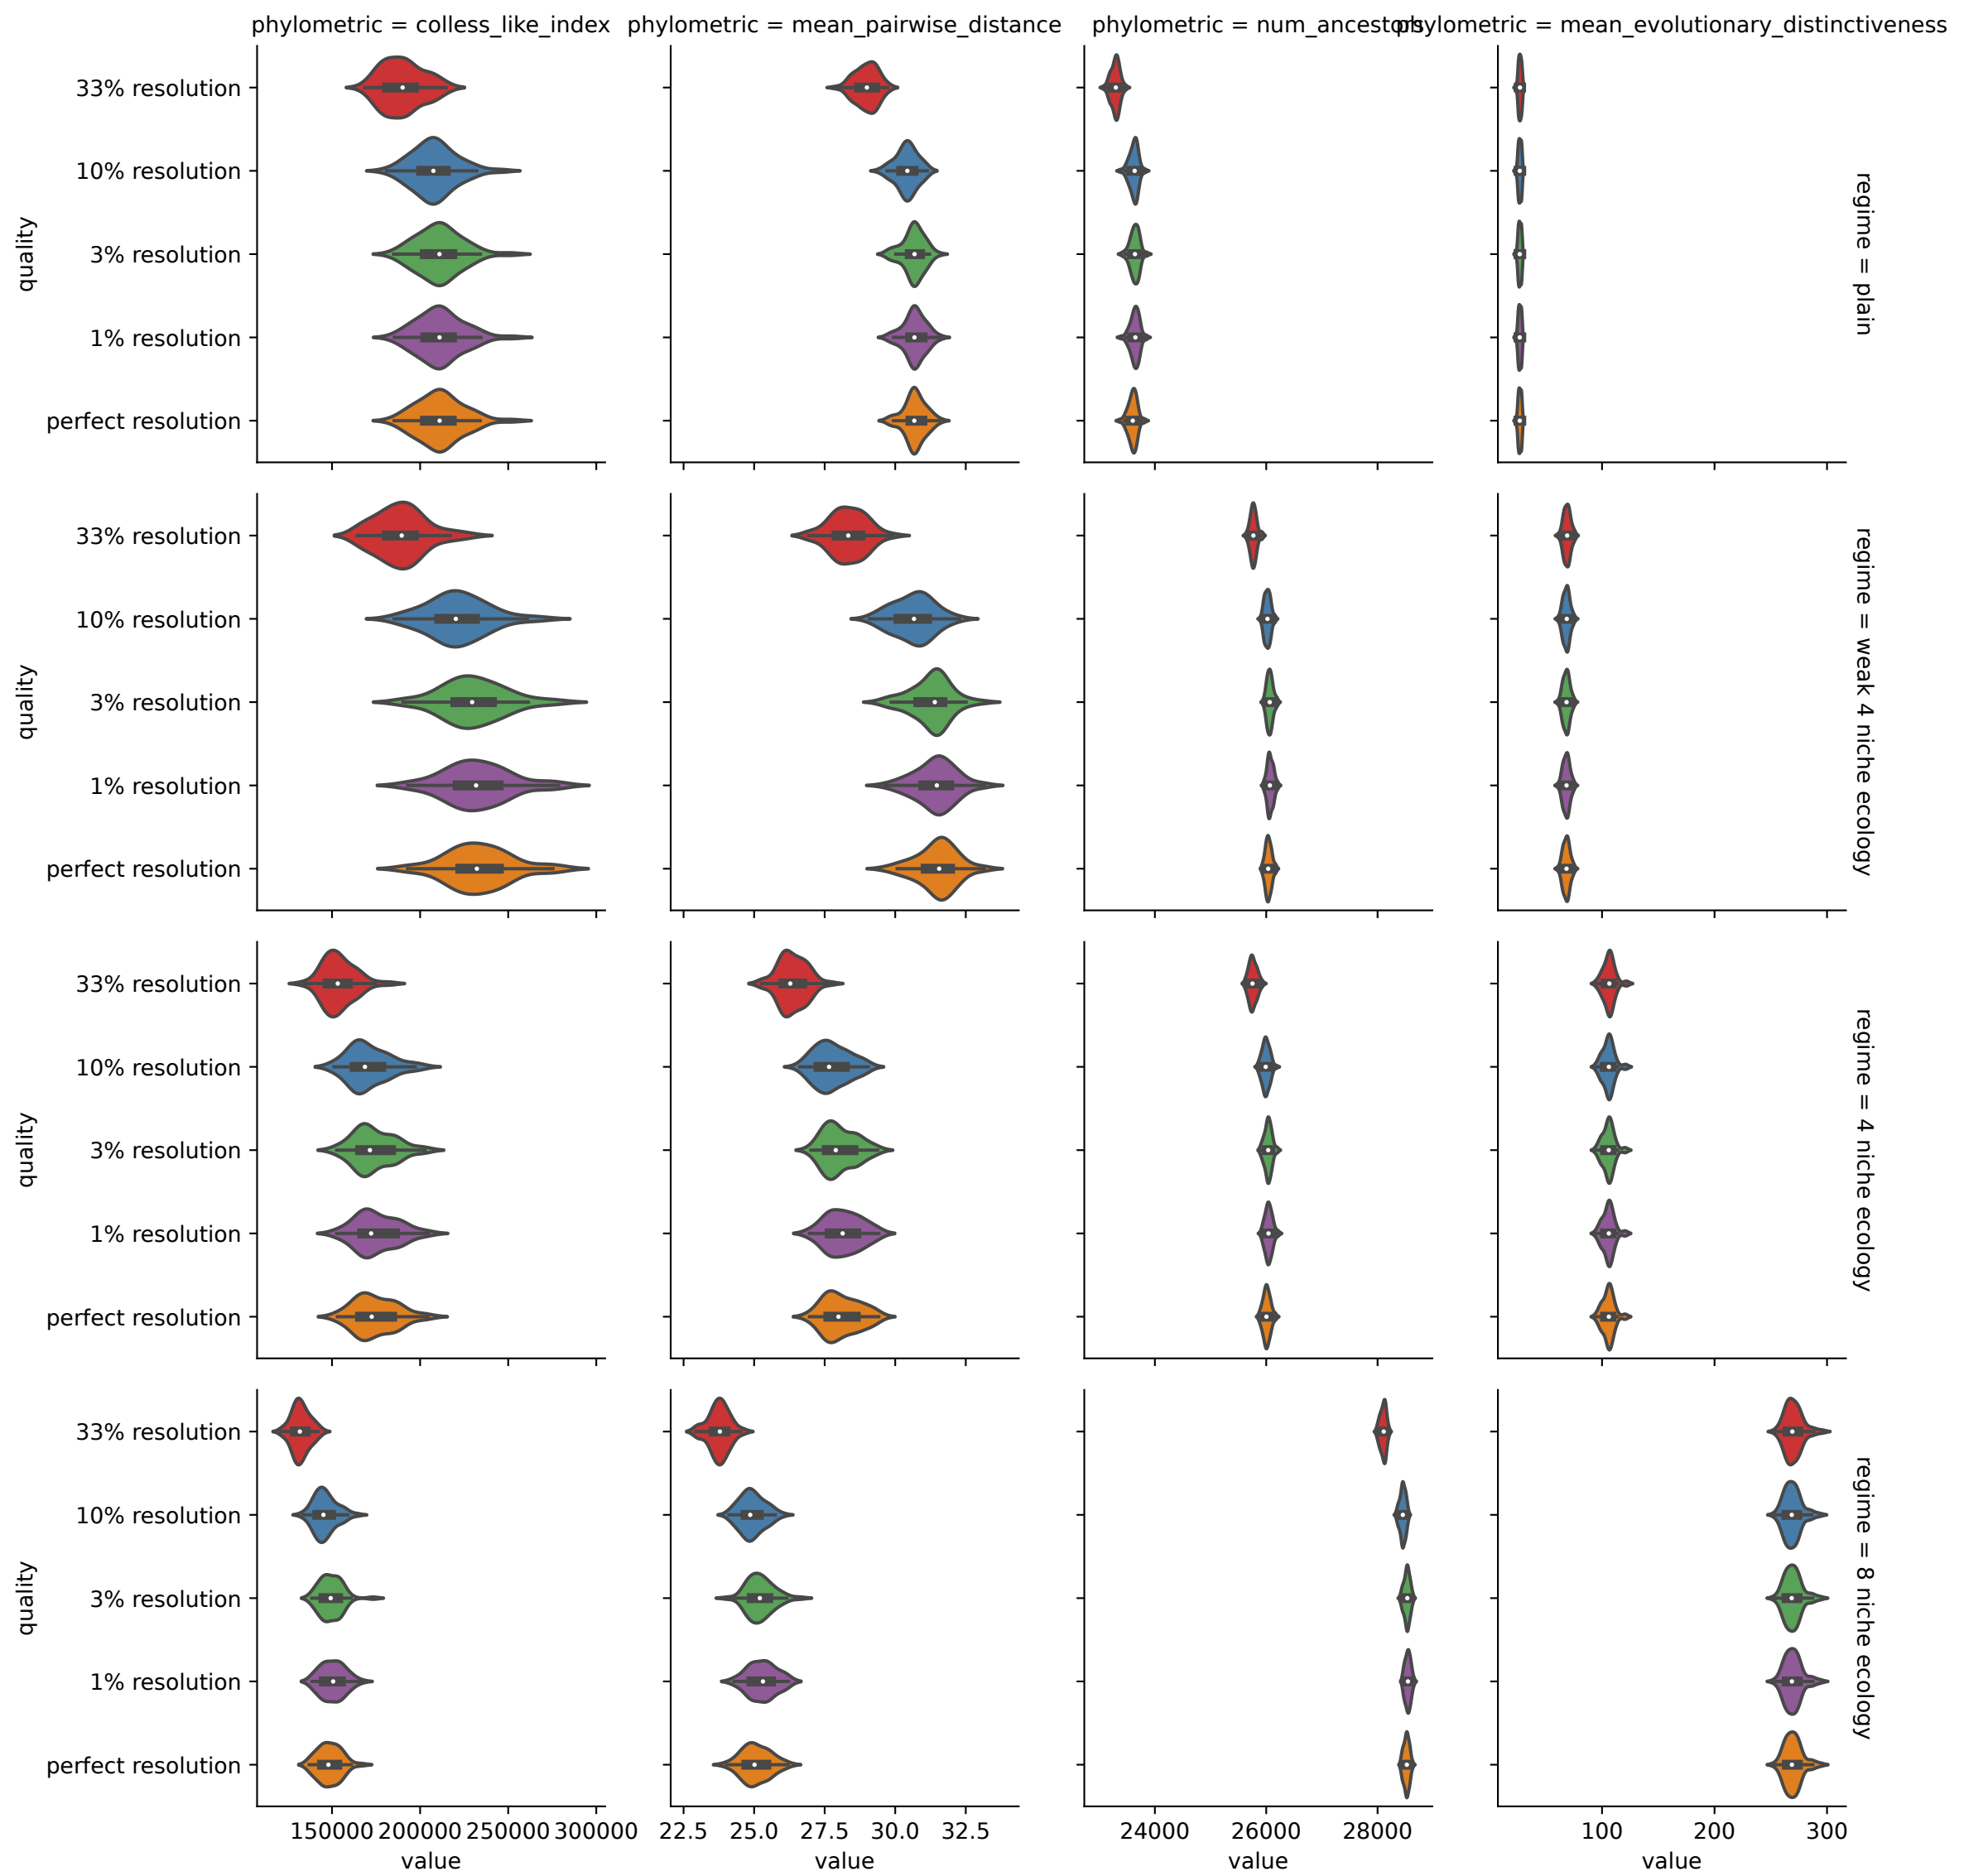 phylometric = colless_like_index
phylometric = mean_pairwise_distance
phylometric = num_ancestors
phylometric = mean_evolutionary_distinctiveness
quality
33% resolution
10% resolution
3% resolution
1% resolution
perfect resolution
regime = plain
quality
33% resolution
10% resolution
3% resolution
1% resolution
perfect resolution
regime = weak 4 niche ecology
quality
33% resolution
10% resolution
3% resolution
1% resolution
perfect resolution
regime = 4 niche ecology
quality
33% resolution
10% resolution
3% resolution
1% resolution
perfect resolution
regime = 8 niche ecology
150000 200000 250000 300000
22.5 25.0 27.5 30.0 32.5
24000 26000 28000
100 200 300
value
value
value
value